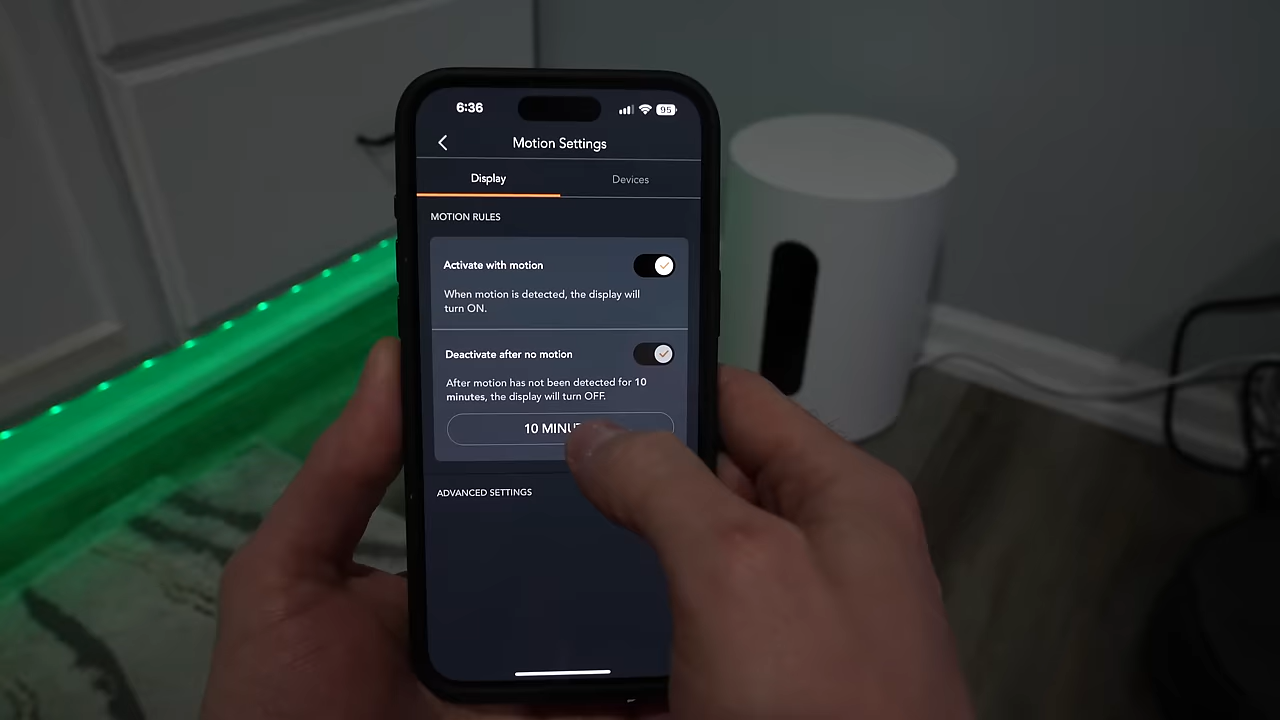 6:36
95
Motion Settings
Display
Devices
MOTION RULES
Activate with motion
When motion is detected, the display will
turn ON.
Deactivate after no motion
After motion has not been detected for 10
minutes, the display will turn OFF.
10
ADVANCED SETTINGS